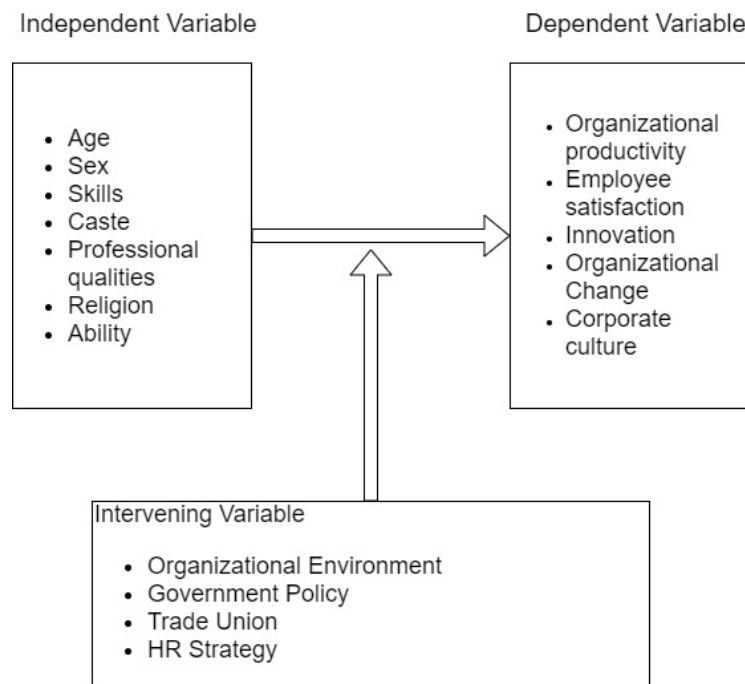 Independent Variable
Dependent Variable
• Age
• Sex
• Skills
• Caste
• Professional
qualities
• Religion
• Ability
• Organizational
productivity
• Employee
satisfaction
• Innovation
• Organizational
Change
• Corporate
culture
Intervening Variable
• Organizational Environment
• Government Policy
• Trade Union
• HR Strategy